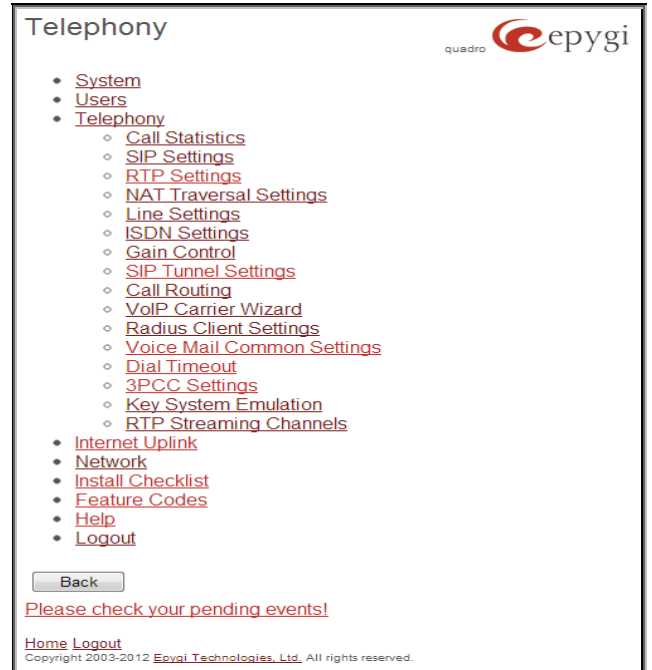 Telephony
quadro epygi
System
Users
Telephony
Call Statistics
SIP Settings
RTP Settings
NAT Traversal Settings
Line Settings
ISDN Settings
Gain Control
SIP Tunnel Settings
Call Routing
VoIP Carrier Wizard
Radius Client Settings
Voice Mail Common Settings
Dial Timeout
3PCC Settings
Key System Emulation
RTP Streaming Channels
Internet Uplink
Network
Install Checklist
Feature Codes
Help
Logout
Back
Please check your pending events!
Home Logout
Copyright 2003-2012 Epygi Technologies, Ltd. All rights reserved.